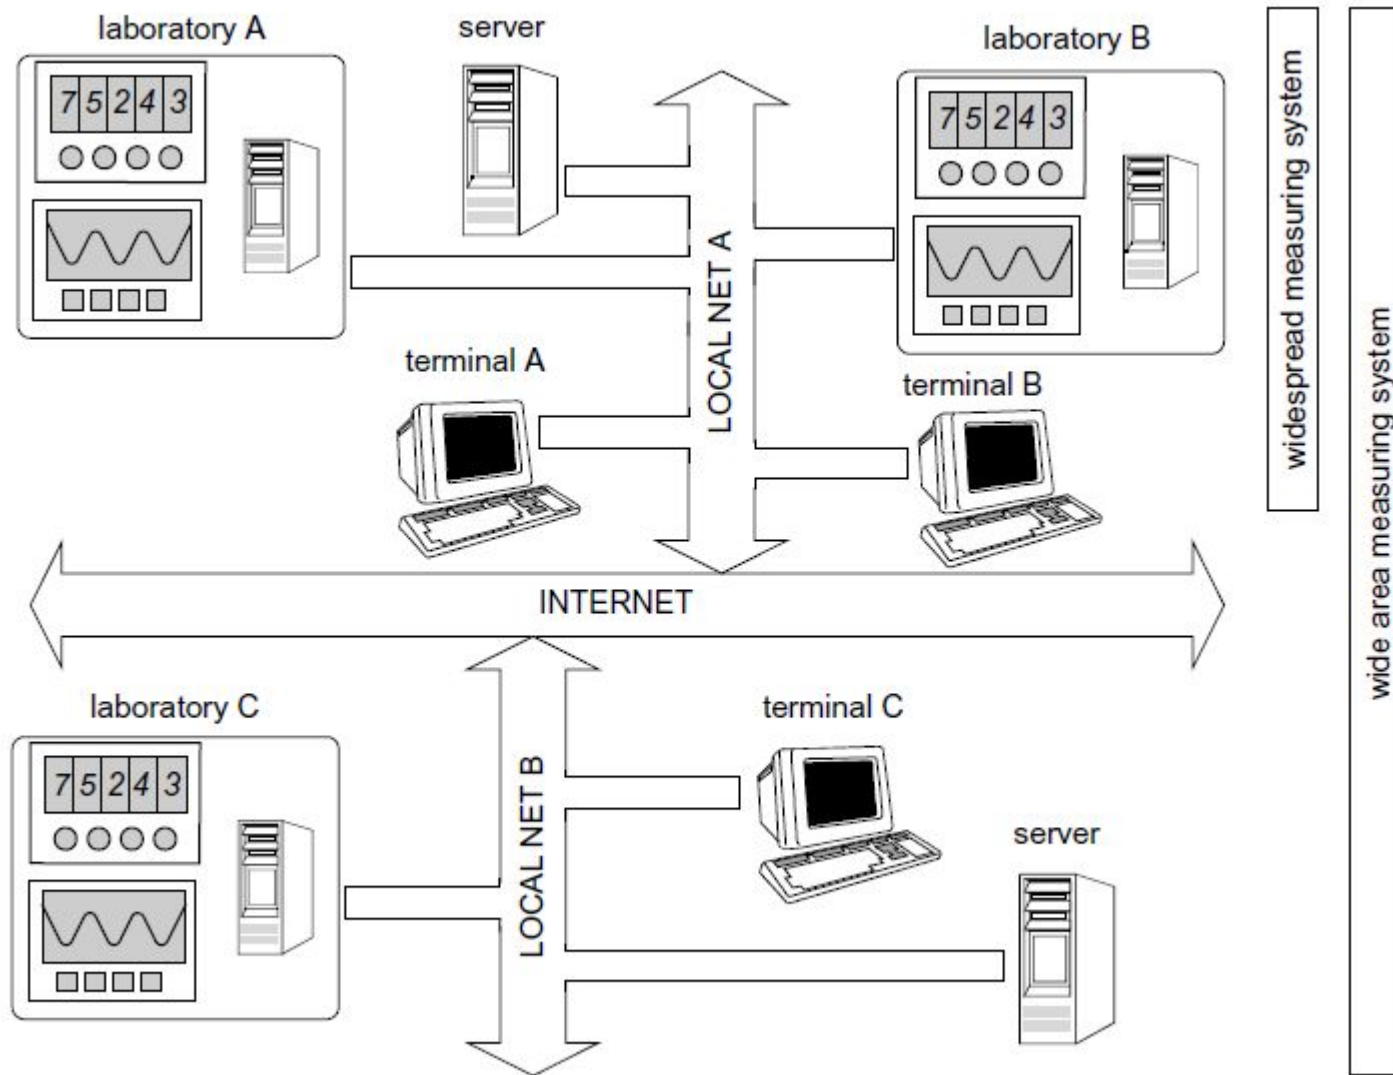 laboratory A
server
laboratory B
7 5 2 4 3
7 5 2 4 3
LOCAL NET A
terminal A
terminal B
widespread measuring system
wide area measuring system
INTERNET
laboratory C
terminal C
7 5 2 4 3
LOCAL NET B
server